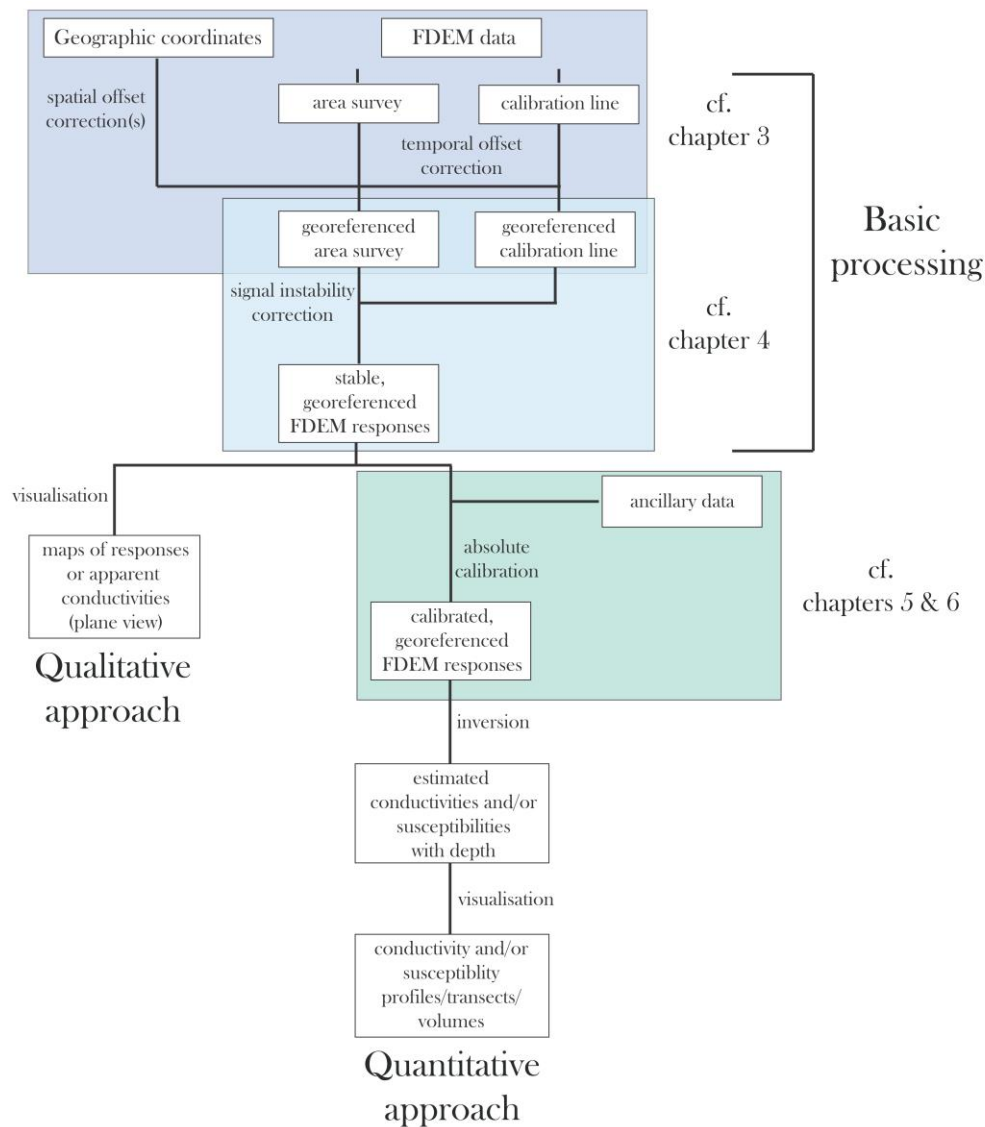 Geographic coordinates
FDEM data
spatial offset
correction(s)
area survey
calibration line
cf.
chapter 3
temporal offset
correction
georeferenced
area survey
georeferenced
calibration line
Basic
processing
signal instability
correction
cf.
chapter 4
stable,
georeferenced
FDEM responses
visualisation
ancillary data
maps of responses
or apparent
conductivities
(plane view)
absolute
calibration
cf.
chapters 5 & 6
calibrated,
georeferenced
FDEM responses
Qualitative
approach
inversion
estimated
conductivities and/or
susceptibilities
with depth
visualisation
conductivity and/or
susceptiblity
profiles/transects/
volumes
Quantitative
approach